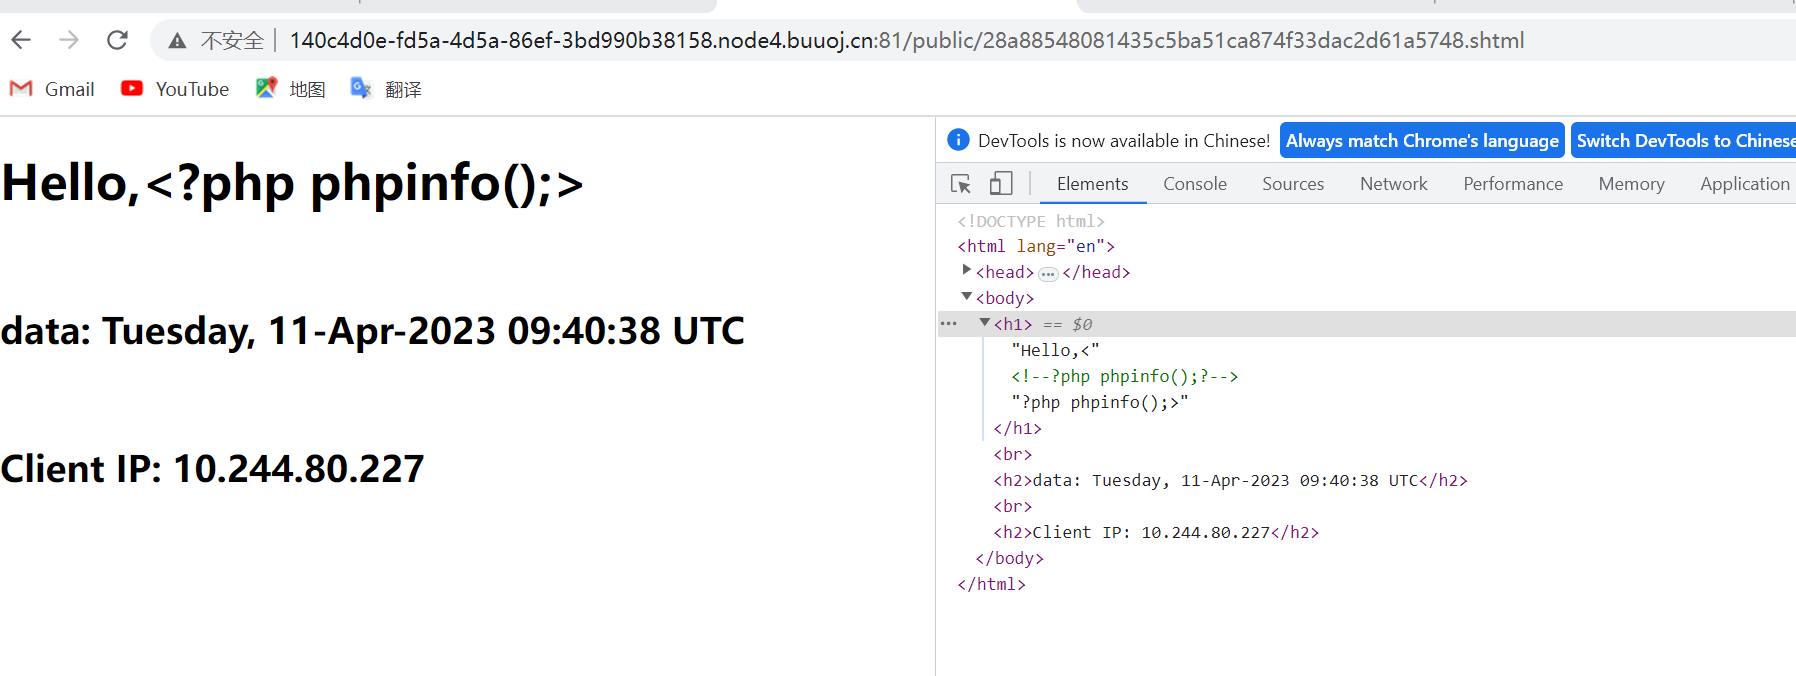 不安全 140c4d0e-fd5a-4d5a-86ef-3bd990b38158.node4.buuoj.cn:81/public/28a88548081435c5ba51ca874f33dac2d61a5748.shtml
Gmail YouTube 地图 翻译
Hello,<?php phpinfo();>
data: Tuesday, 11-Apr-2023 09:40:38 UTC
Client IP: 10.244.80.227
DevTools is now available in Chinese! Always match Chrome's language Switch DevTools to Chinese
Elements Console Sources Network Performance Memory Application
<!DOCTYPE html>
<html lang="en">
<head>…</head>
<body>
<h1> == $0
"Hello,<"
<!--?php phpinfo();?-->
"?php phpinfo();>"
</h1>
<br>
<h2>data: Tuesday, 11-Apr-2023 09:40:38 UTC</h2>
<br>
<h2>Client IP: 10.244.80.227</h2>
</body>
</html>